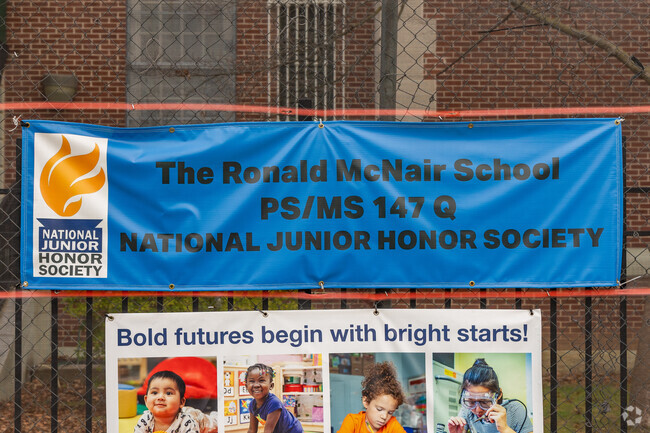 The Ronald McNair School
PS/MS 147 Q
NATIONAL JUNIOR HONOR SOCIETY
NATIONAL
JUNIOR
HONOR
SOCIETY
Bold futures begin with bright starts!